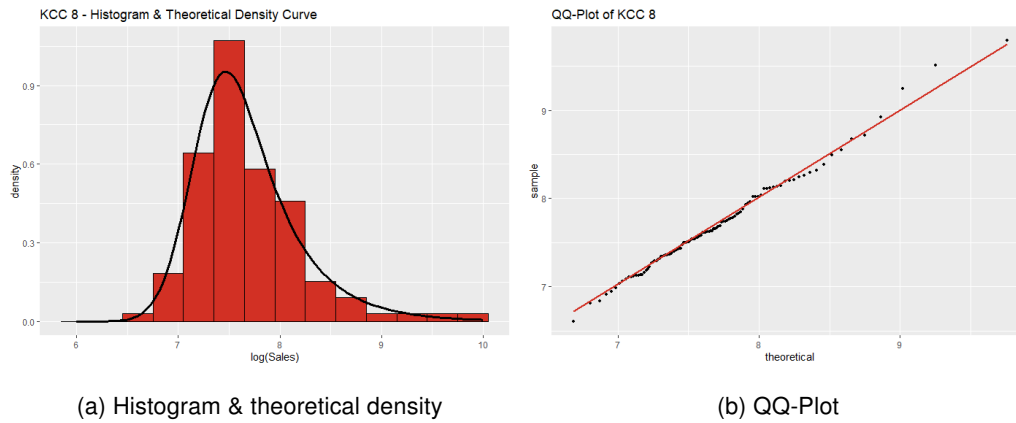 KCC 8 - Histogram & Theoretical Density Curve
0.9
0.6
0.3
0.0
density
6 7 8 9 10
log(Sales)
(a) Histogram & theoretical density
QQ-Plot of KCC 8
9
8
7
sample
7 8 9
theoretical
(b) QQ-Plot